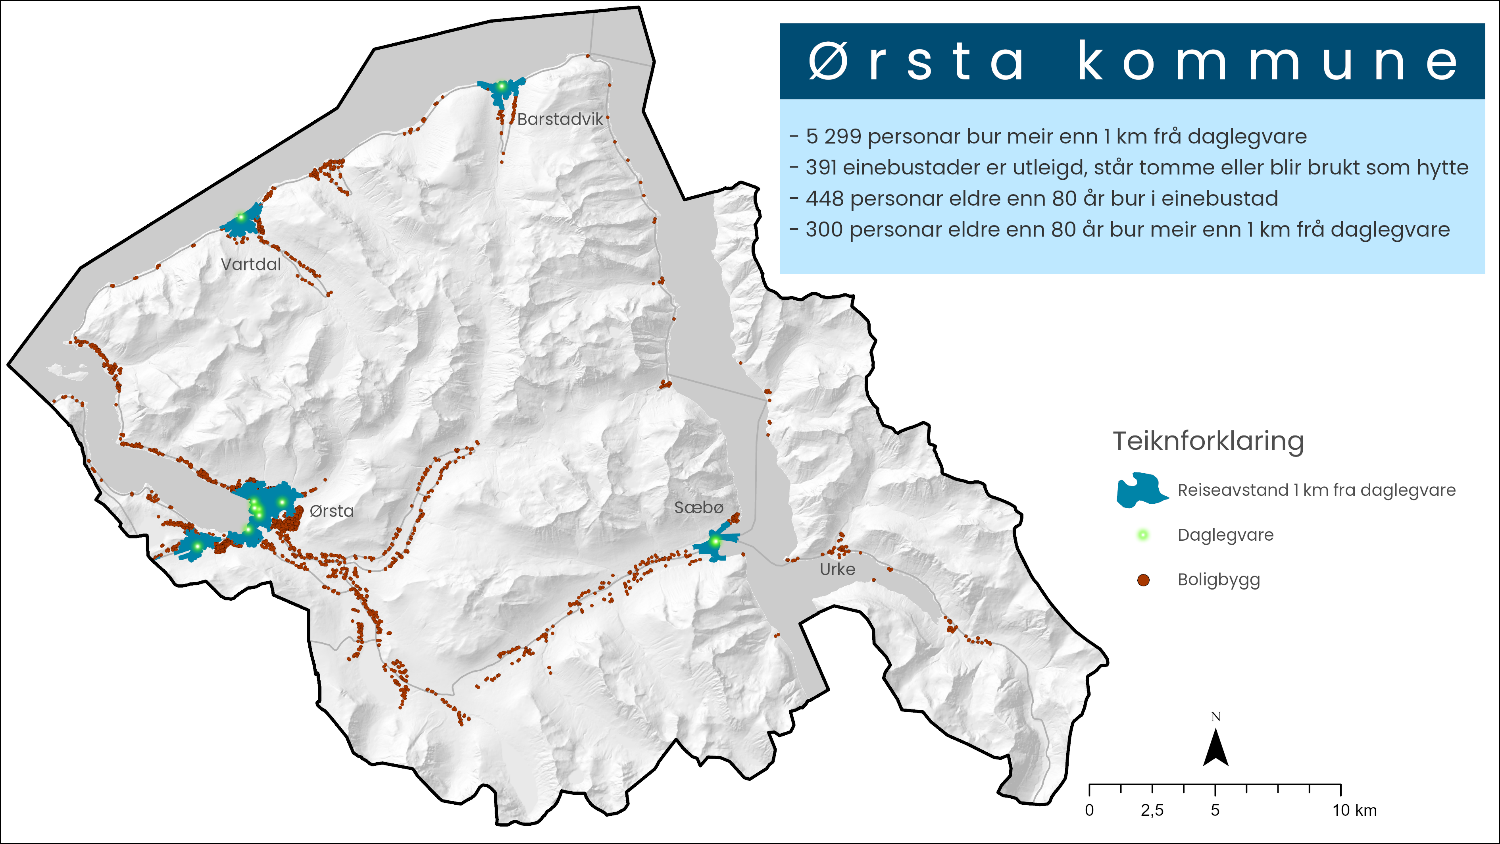 Ørsta kommune
- 5 299 personar bur meir enn 1 km frå daglegvare
- 391 einebustader er utleigd, står tomme eller blir brukt som hytte
- 448 personar eldre enn 80 år bur i einebustad
- 300 personar eldre enn 80 år bur meir enn 1 km frå daglegvare
Barstadvik
Vartdal
Ørsta
Sæbø
Urke
Teiknforklaring
Reiseavstand 1 km fra daglegvare
Daglegvare
Boligbygg
N
0 2,5 5 10 km